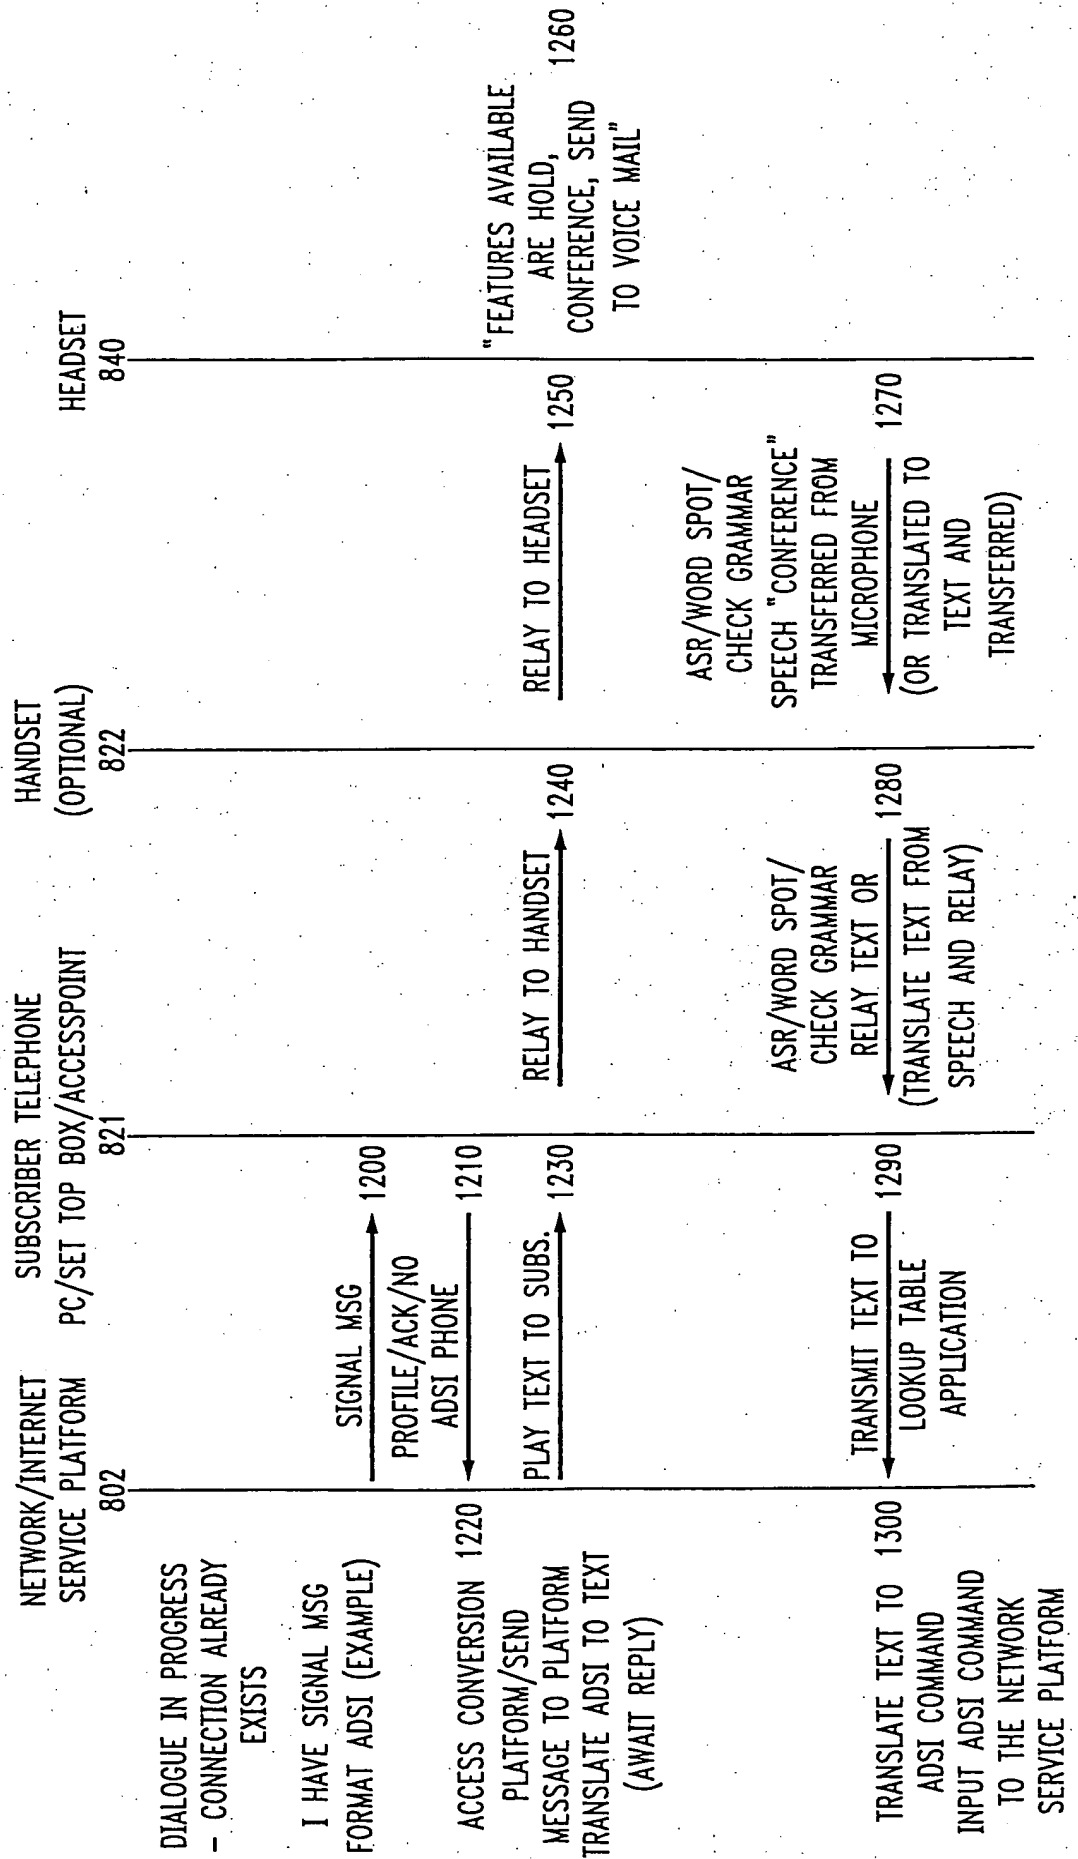 NETWORK/INTERNET
SERVICE PLATFORM
802
SUBSCRIBER TELEPHONE
PC/SET TOP BOX/ACCESSPOINT
821
HANDSET
(OPTIONAL)
822
HEADSET
840
DIALOGUE IN PROGRESS
- CONNECTION ALREADY
EXISTS
I HAVE SIGNAL MSG
FORMAT ADSI (EXAMPLE)
SIGNAL MSG
1200
PROFILE/ACK/NO
ADSI PHONE
1210
ACCESS CONVERSION 1220
PLATFORM/SEND
MESSAGE TO PLATFORM
TRANSLATE ADSI TO TEXT
(AWAIT REPLY)
PLAY TEXT TO SUBS.
1230
RELAY TO HANDSET
1240
RELAY TO HEADSET
1250
"FEATURES AVAILABLE
ARE HOLD,
CONFERENCE, SEND
TO VOICE MAIL"
1260
ASR/WORD SPOT/
CHECK GRAMMAR
SPEECH "CONFERENCE"
TRANSFERRED FROM
MICROPHONE
1270
(OR TRANSLATED TO
TEXT AND
TRANSFERRED)
ASR/WORD SPOT/
CHECK GRAMMAR
RELAY TEXT OR
1280
(TRANSLATE TEXT FROM
SPEECH AND RELAY)
TRANSMIT TEXT TO
1290
LOOKUP TABLE
APPLICATION
TRANSLATE TEXT TO 1300
ADSI COMMAND
INPUT ADSI COMMAND
TO THE NETWORK
SERVICE PLATFORM